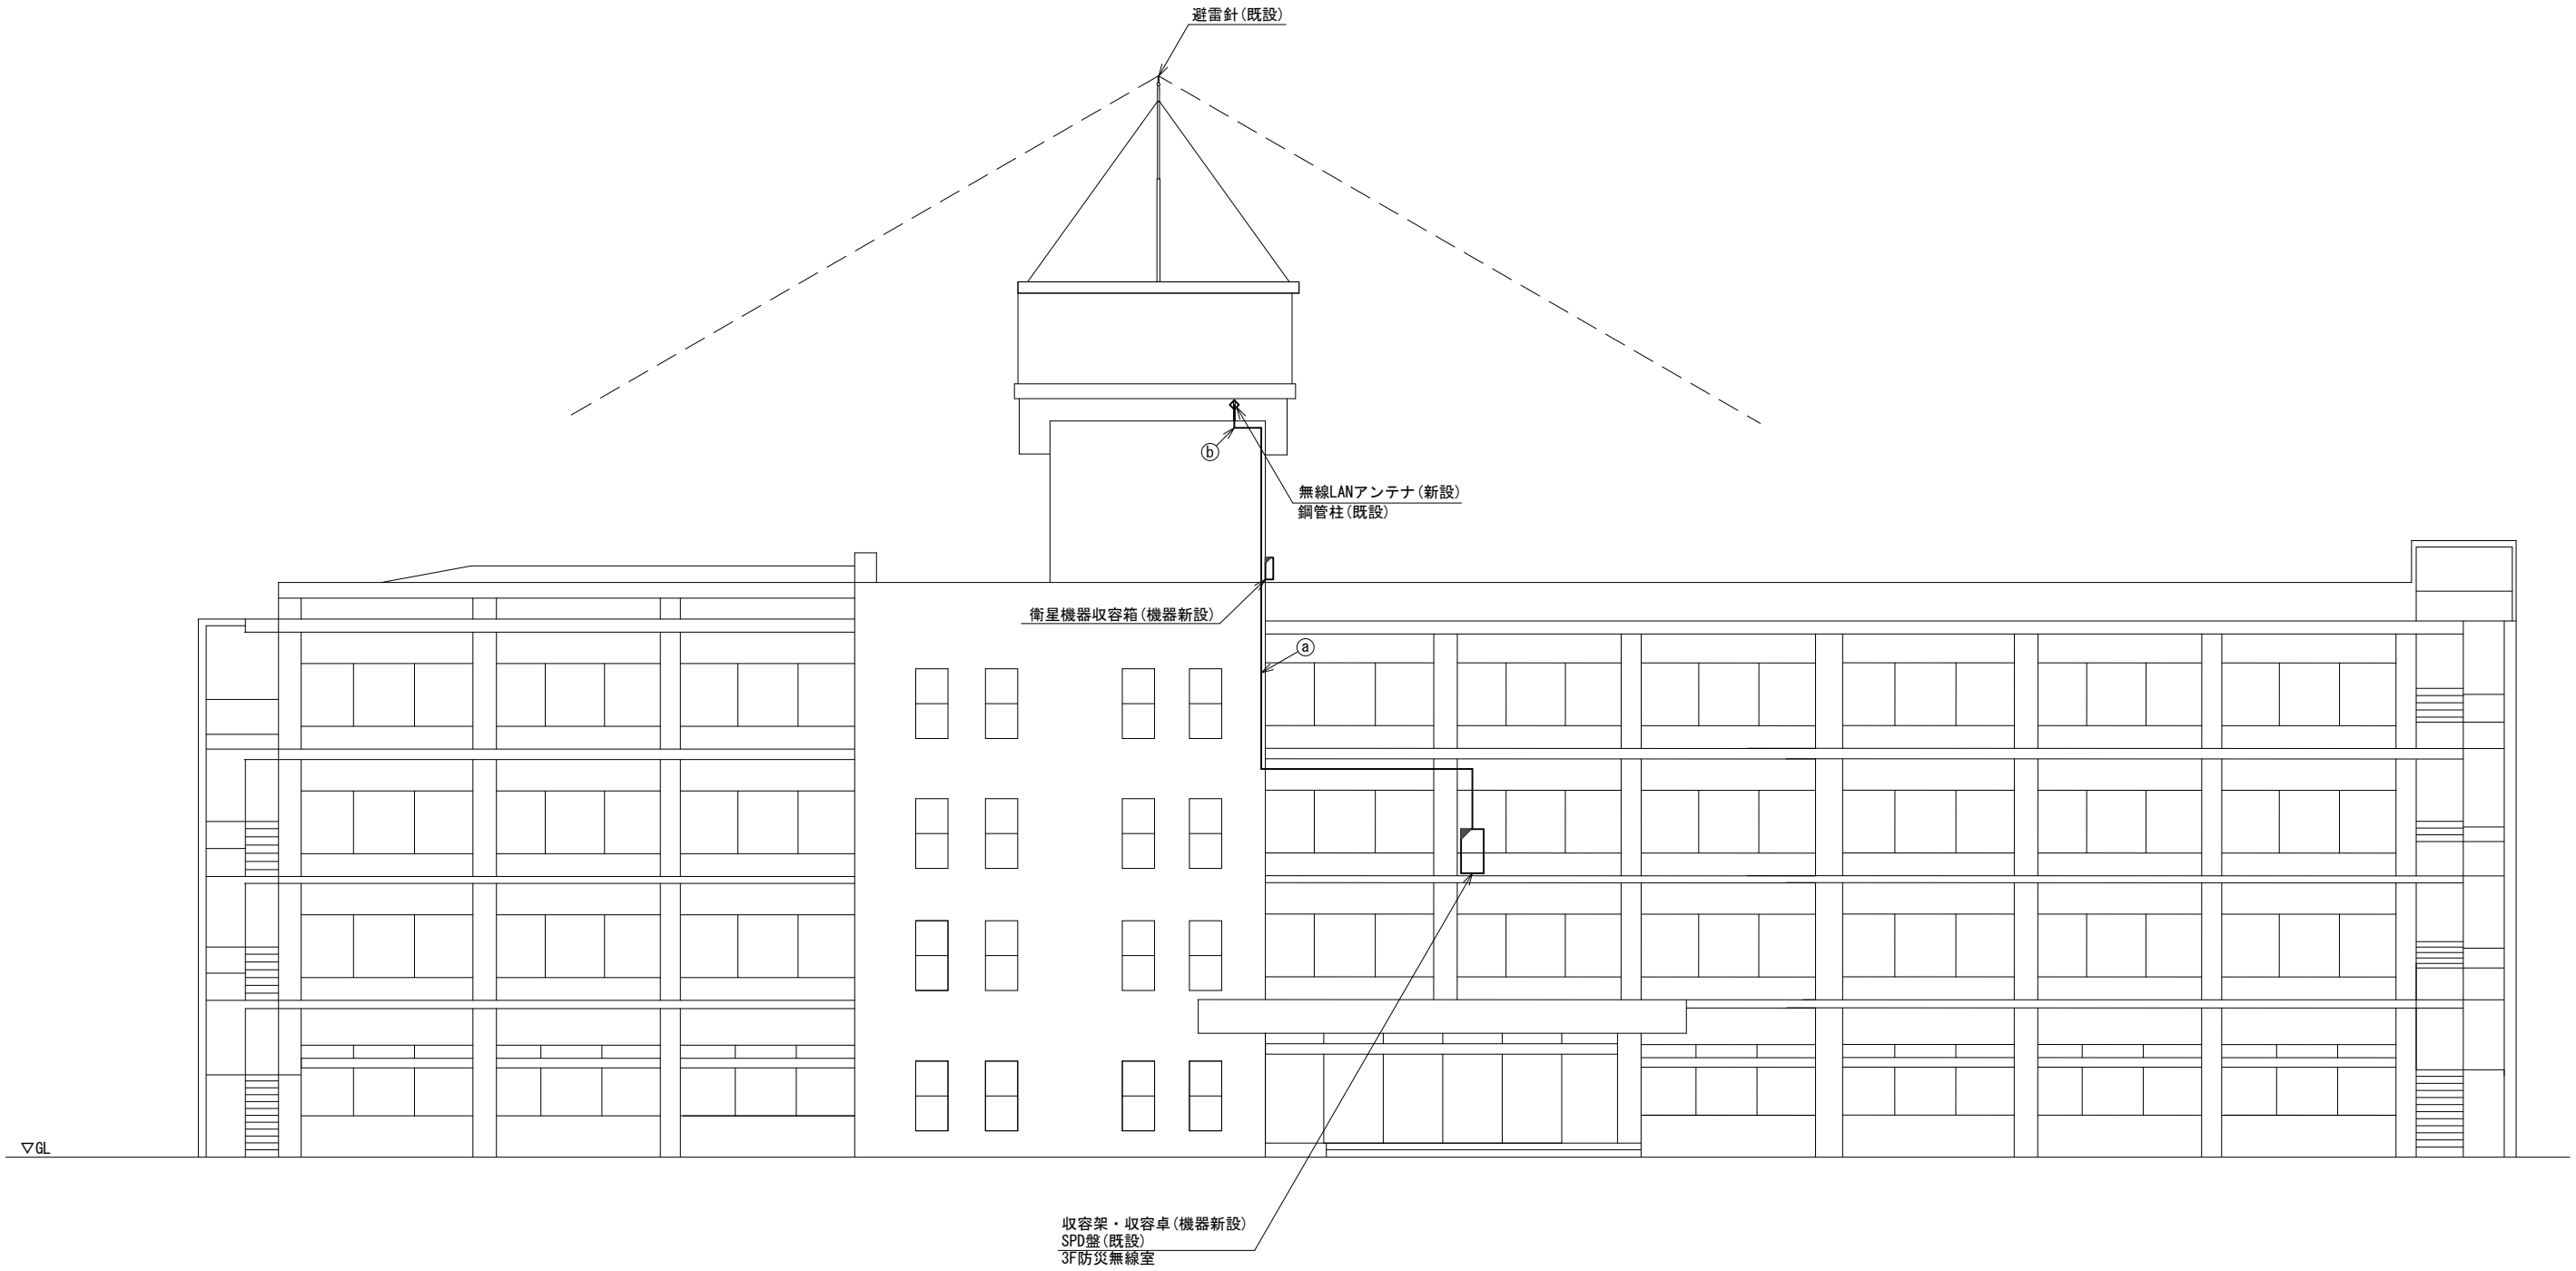 避雷針(既設)
ⓑ
無線LANアンテナ(新設)
鋼管柱(既設)
衛星機器収容箱(機器新設)
ⓐ
▽GL
収容架・収容卓(機器新設)
SPD盤(既設)
3F防災無線室